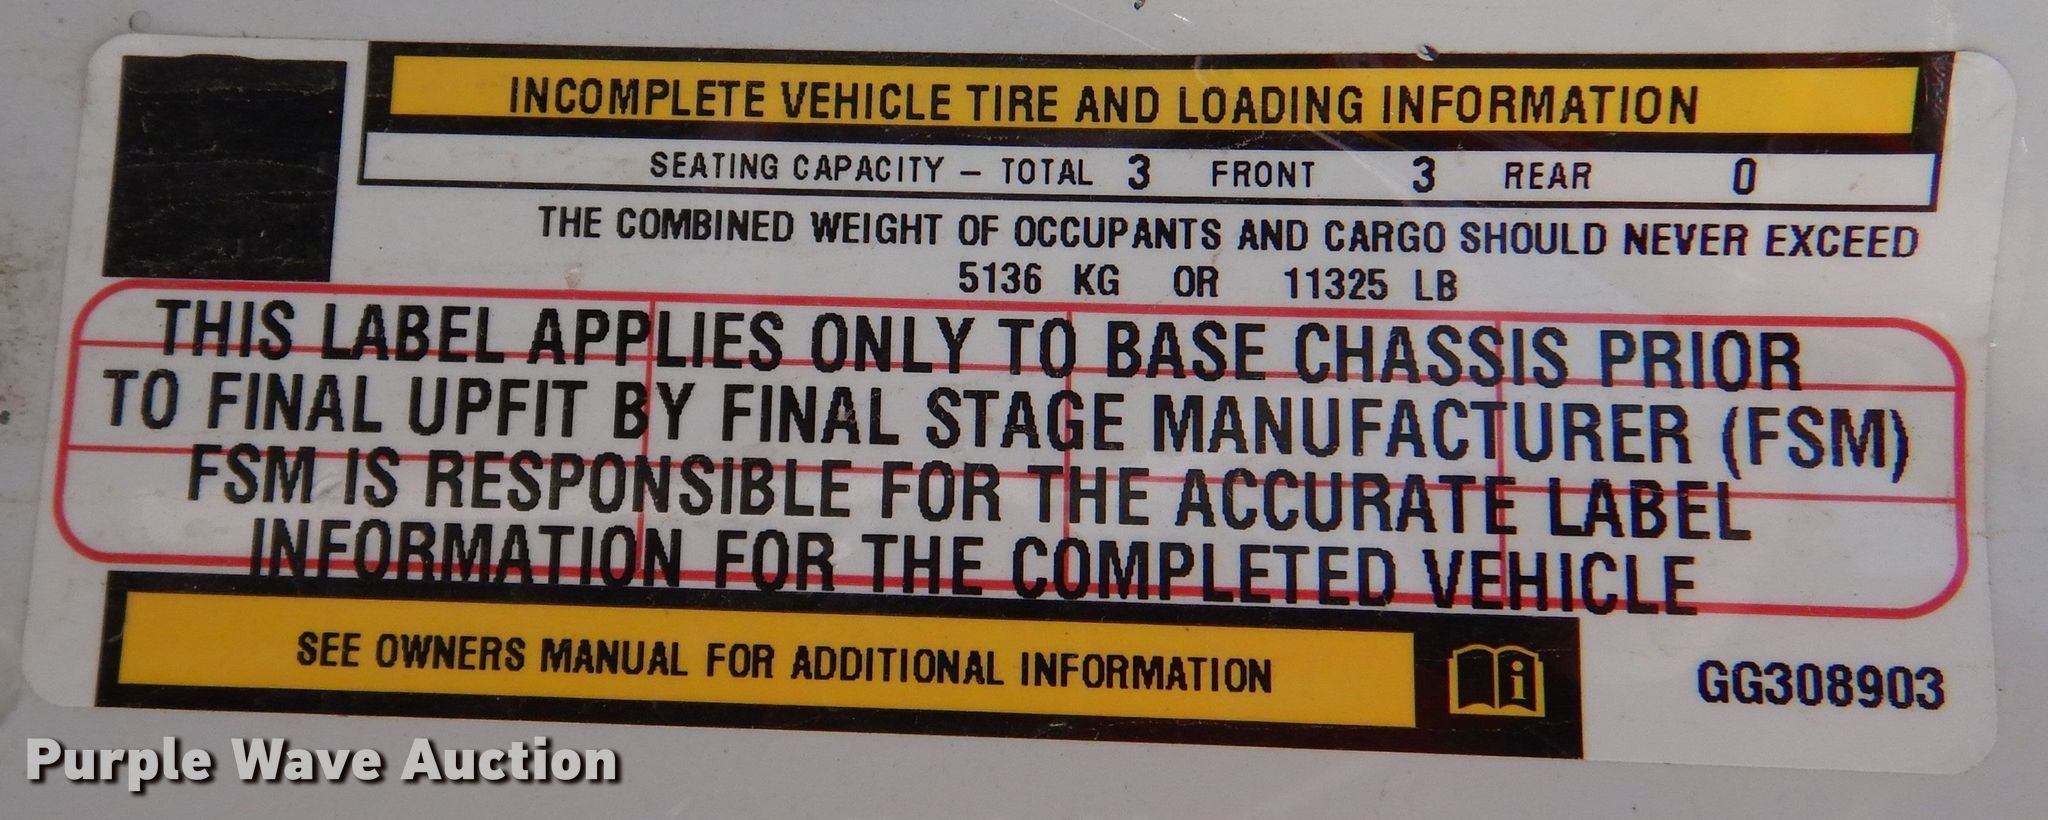 INCOMPLETE VEHICLE TIRE AND LOADING INFORMATION
SEATING CAPACITY – TOTAL 3 FRONT 3 REAR 0
THE COMBINED WEIGHT OF OCCUPANTS AND CARGO SHOULD NEVER EXCEED
5136 KG OR 11325 LB
THIS LABEL APPLIES ONLY TO BASE CHASSIS PRIOR
TO FINAL UPFIT BY FINAL STAGE MANUFACTURER (FSM)
FSM IS RESPONSIBLE FOR THE ACCURATE LABEL
INFORMATION FOR THE COMPLETED VEHICLE
SEE OWNERS MANUAL FOR ADDITIONAL INFORMATION
GG308903
Purple Wave Auction